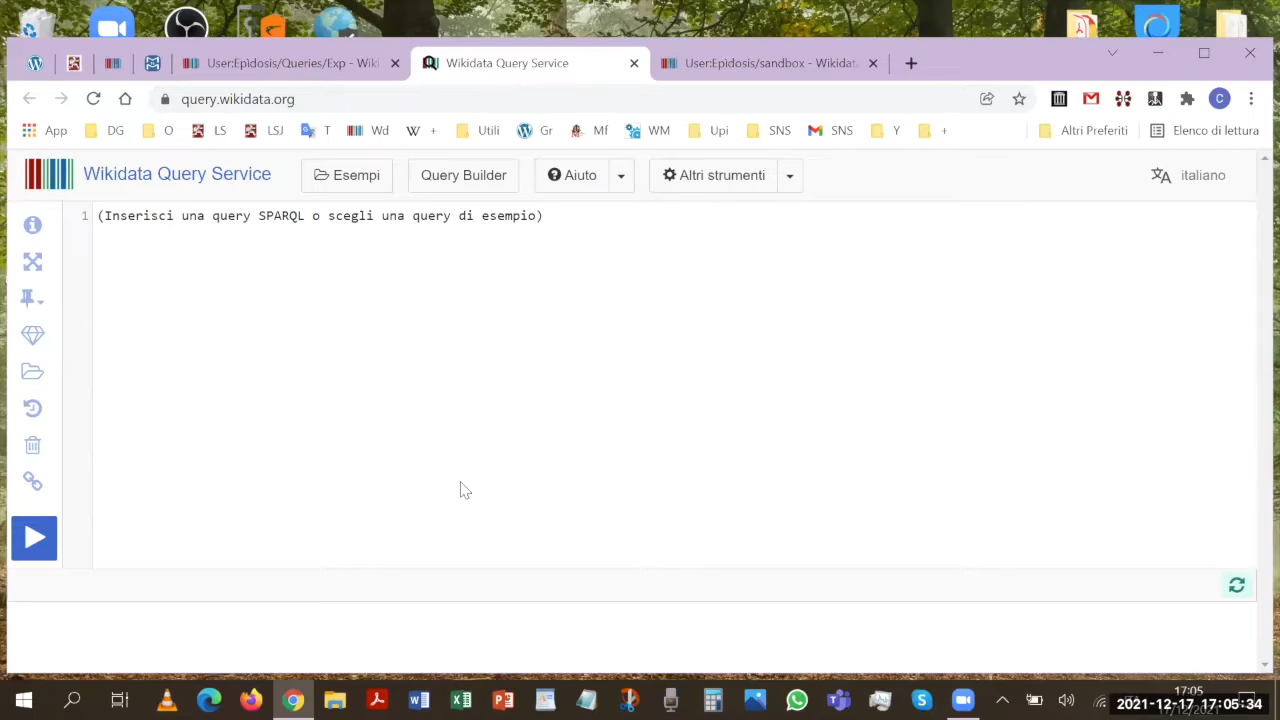 User:Epidosis/Queries/Exp - Wiki
Wikidata Query Service
User:Epidosis/sandbox - Wikidat
query.wikidata.org
C
App
DG
O
LS
LSJ
T
Wd
+
Utili
Gr
Mf
WM
Upi
SNS
SNS
Y
+
Altri Preferiti
Elenco di lettura
Wikidata Query Service
Esempi
Query Builder
Aiuto
Altri strumenti
italiano
1 (Inserisci una query SPARQL o scegli una query di esempio)
17:05
2021-12-17 17:05:34